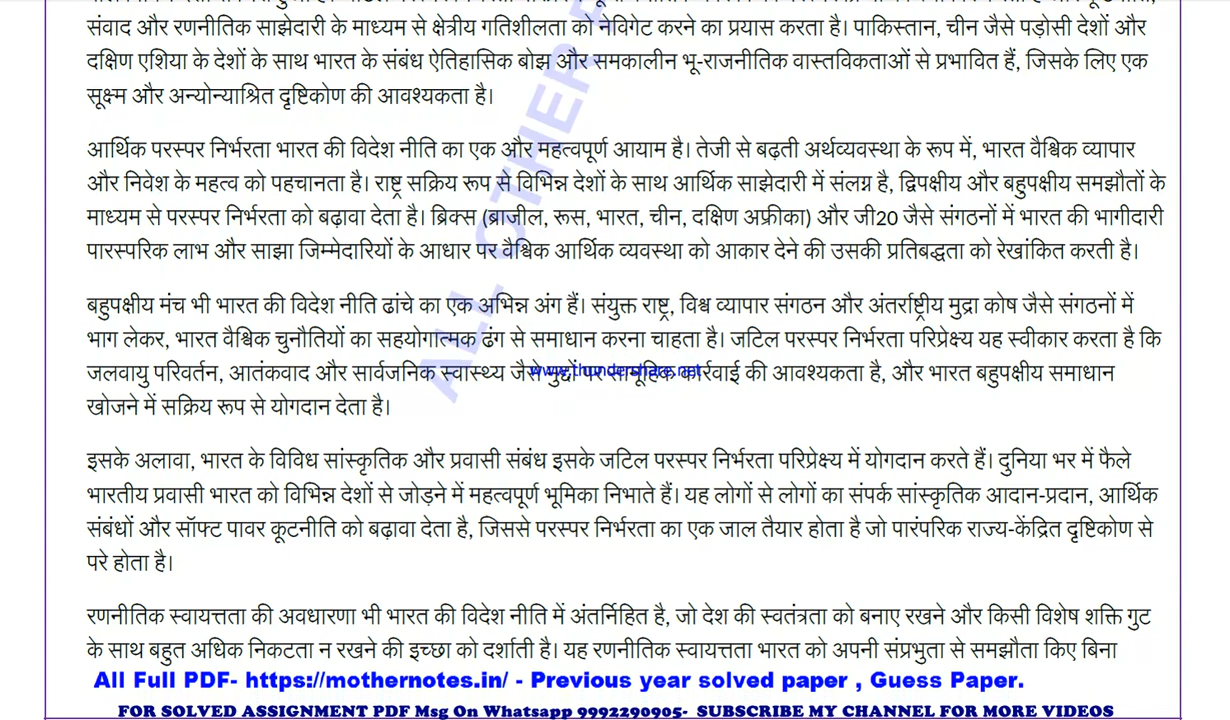 संवाद और रणनीतिक साझेदारी के माध्यम से क्षेत्रीय गतिशीलता को नेविगेट करने का प्रयास करता है। पाकिस्तान, चीन जैसे पड़ोसी देशों और
दक्षिण एशिया के देशों के साथ भारत के संबंध ऐतिहासिक बोझ और समकालीन भू-राजनीतिक वास्तविकताओं से प्रभावित हैं, जिसके लिए एक
सूक्ष्म और अन्योन्याश्रित दृष्टिकोण की आवश्यकता है।
आर्थिक परस्पर निर्भरता भारत की विदेश नीति का एक और महत्वपूर्ण आयाम है। तेजी से बढ़ती अर्थव्यवस्था के रूप में, भारत वैश्विक व्यापार
और निवेश के महत्व को पहचानता है। राष्ट्र सक्रिय रूप से विभिन्न देशों के साथ आर्थिक साझेदारी में संलग्न है, द्विपक्षीय और बहुपक्षीय समझौतों के
माध्यम से परस्पर निर्भरता को बढ़ावा देता है। ब्रिक्स (ब्राजील, रूस, भारत, चीन, दक्षिण अफ्रीका) और जी20 जैसे संगठनों में भारत की भागीदारी
पारस्परिक लाभ और साझा जिम्मेदारियों के आधार पर वैश्विक आर्थिक व्यवस्था को आकार देने की उसकी प्रतिबद्धता को रेखांकित करती है।
बहुपक्षीय मंच भी भारत की विदेश नीति ढांचे का एक अभिन्न अंग हैं। संयुक्त राष्ट्र, विश्व व्यापार संगठन और अंतर्राष्ट्रीय मुद्रा कोष जैसे संगठनों में
भाग लेकर, भारत वैश्विक चुनौतियों का सहयोगात्मक ढंग से समाधान करना चाहता है। जटिल परस्पर निर्भरता परिप्रेक्ष्य यह स्वीकार करता है कि
जलवायु परिवर्तन, आतंकवाद और सार्वजनिक स्वास्थ्य जैसे मुद्दों पर सामूहिक कार्रवाई की आवश्यकता है, और भारत बहुपक्षीय समाधान
www.thundershare.net
खोजने में सक्रिय रूप से योगदान देता है।
इसके अलावा, भारत के विविध सांस्कृतिक और प्रवासी संबंध इसके जटिल परस्पर निर्भरता परिप्रेक्ष्य में योगदान करते हैं। दुनिया भर में फैले
भारतीय प्रवासी भारत को विभिन्न देशों से जोड़ने में महत्वपूर्ण भूमिका निभाते हैं। यह लोगों से लोगों का संपर्क सांस्कृतिक आदान-प्रदान, आर्थिक
संबंधों और सॉफ्ट पावर कूटनीति को बढ़ावा देता है, जिससे परस्पर निर्भरता का एक जाल तैयार होता है जो पारंपरिक राज्य-केंद्रित दृष्टिकोण से
परे होता है।
रणनीतिक स्वायत्तता की अवधारणा भी भारत की विदेश नीति में अंतर्निहित है, जो देश की स्वतंत्रता को बनाए रखने और किसी विशेष शक्ति गुट
के साथ बहुत अधिक निकटता न रखने की इच्छा को दर्शाती है। यह रणनीतिक स्वायत्तता भारत को अपनी संप्रभुता से समझौता किए बिना
ALL OTHER
All Full PDF- https://mothernotes.in/ - Previous year solved paper , Guess Paper.
FOR SOLVED ASSIGNMENT PDF Msg On Whatsapp 9992290905- SUBSCRIBE MY CHANNEL FOR MORE VIDEOS